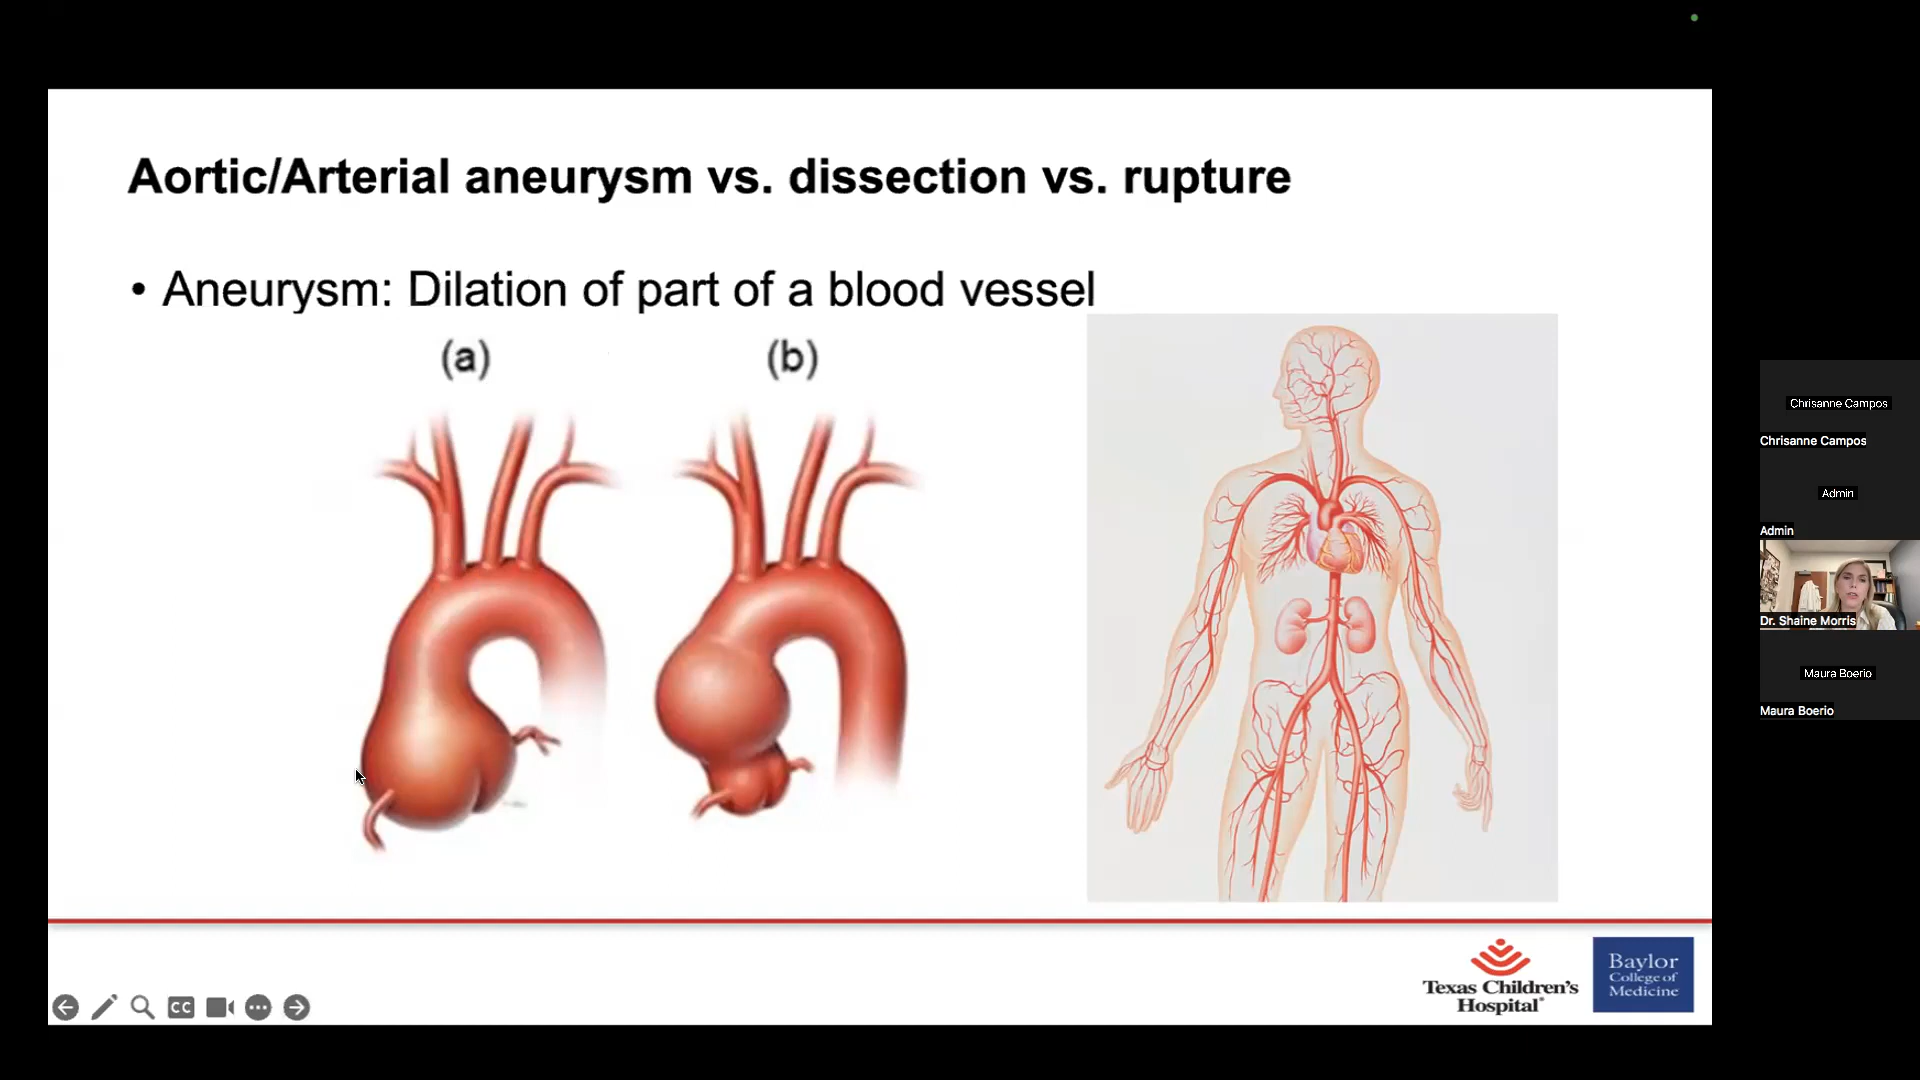 Aortic/Arterial aneurysm vs. dissection vs. rupture
• Aneurysm: Dilation of part of a blood vessel
(a)
(b)
Texas Children's
Hospital
Baylor
College of
Medicine
CC
Chrisanne Campos
Chrisanne Campos
Admin
Admin
Dr. Shaine Morris
Maura Boerio
Maura Boerio